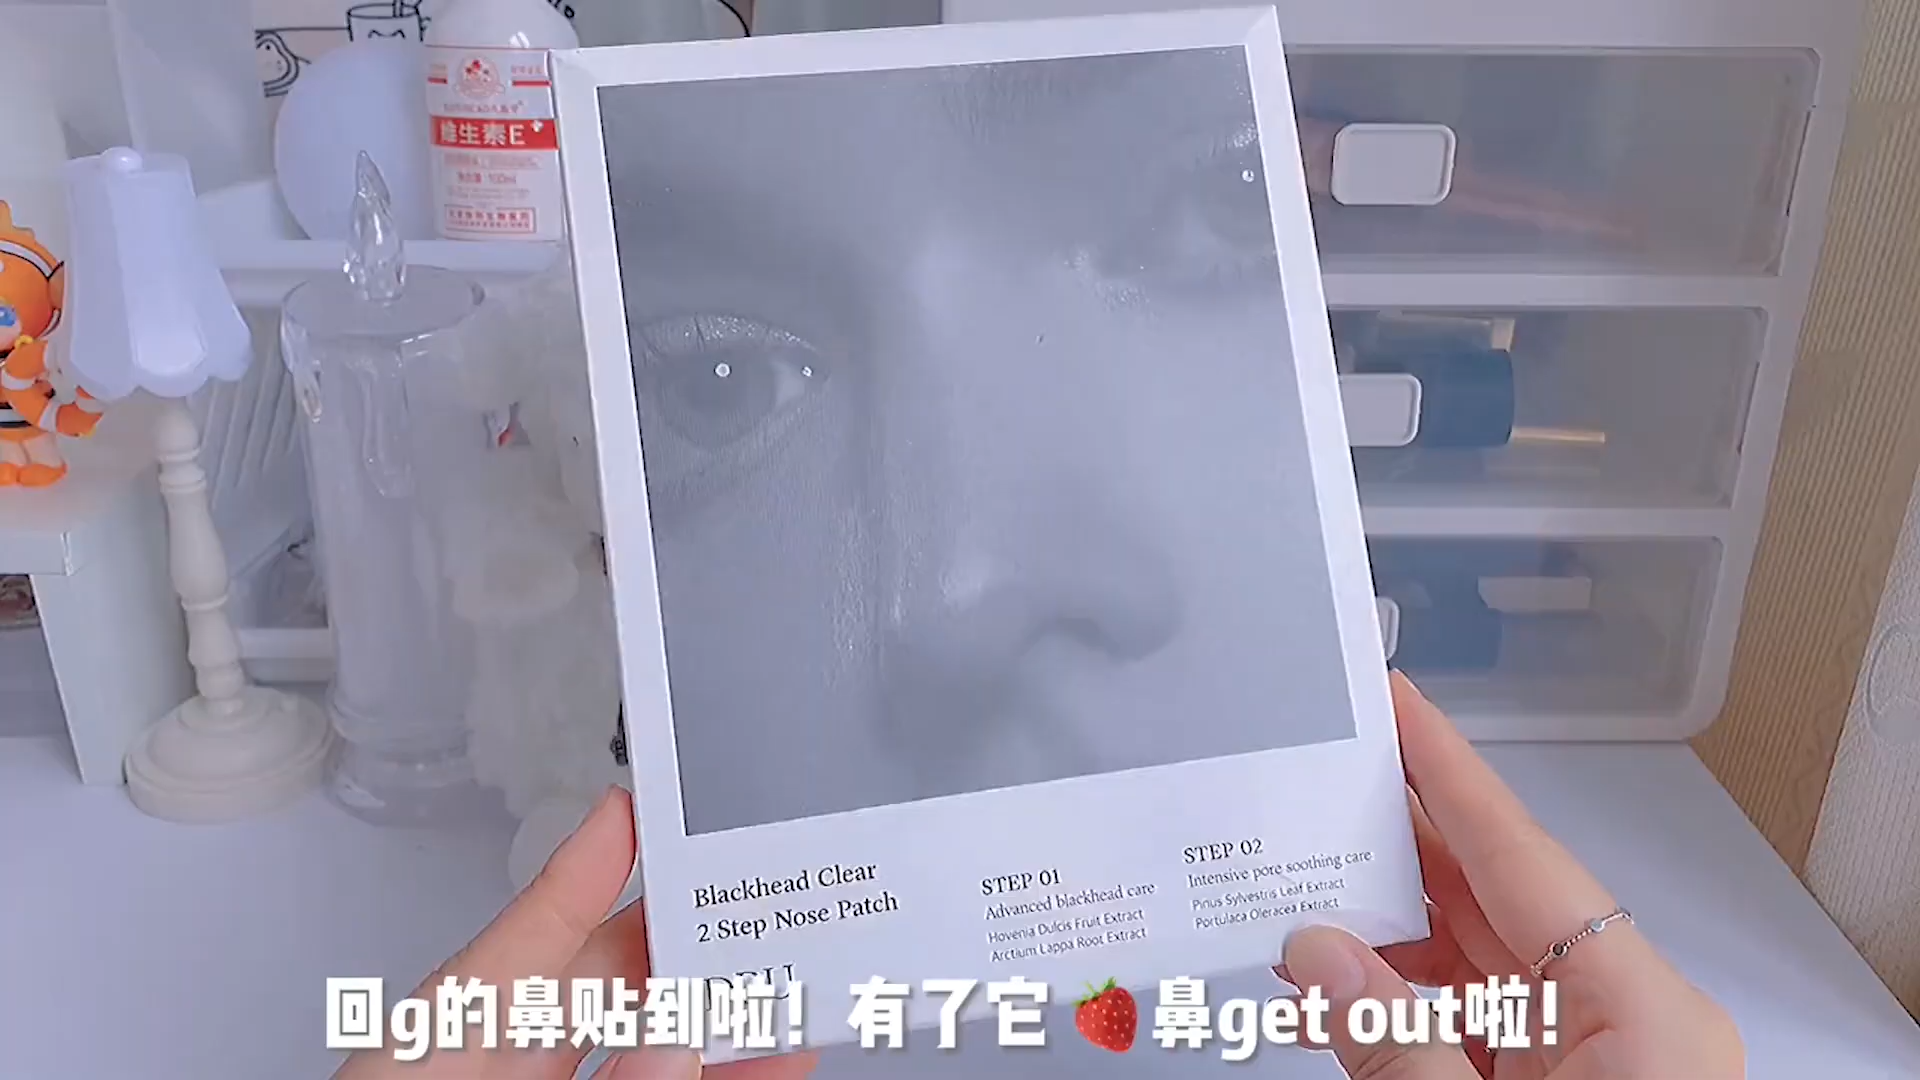 维生素E
100ml
Blackhead Clear
2 Step Nose Patch
STEP 01
Advanced blackhead care
Hovenia Dulcis Fruit Extract
Arctium Lappa Root Extract
STEP 02
Intensive pore soothing care
Pinus Sylvestris Leaf Extract
Portulaca Oleracea Extract
回g的鼻贴到啦！有了它🍓鼻get out啦！